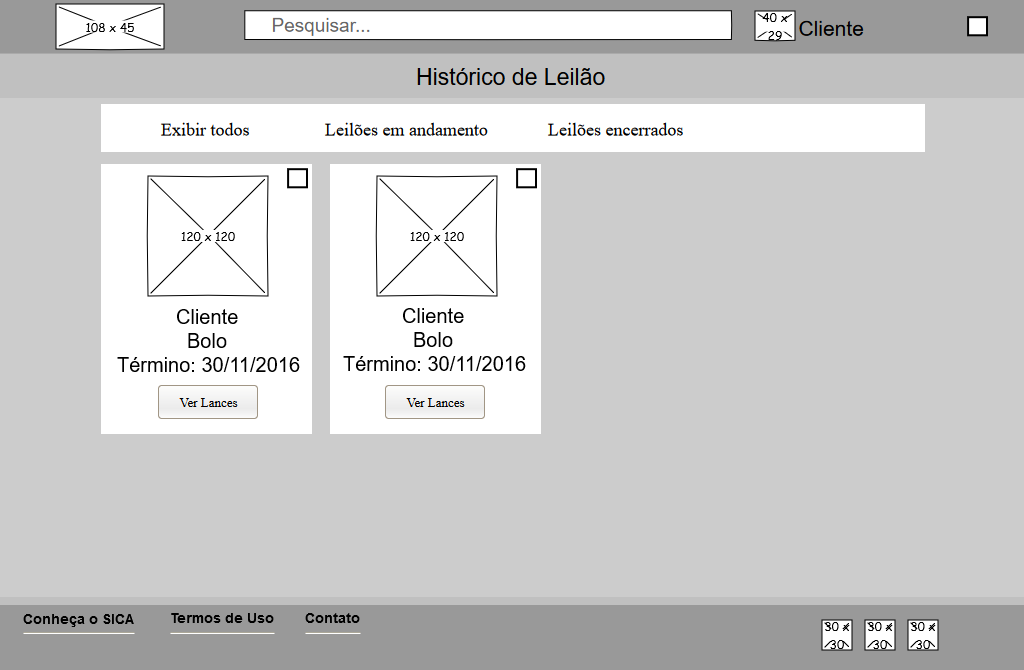 108 x 45
Pesquisar...
40 x
29
Cliente
Histórico de Leilão
Exibir todos
Leilões em andamento
Leilões encerrados
120 x 120
Cliente
Bolo
Término: 30/11/2016
Ver Lances
120 x 120
Cliente
Bolo
Término: 30/11/2016
Ver Lances
Conheça o SICA
Termos de Uso
Contato
30 x
30
30 x
30
30 x
30